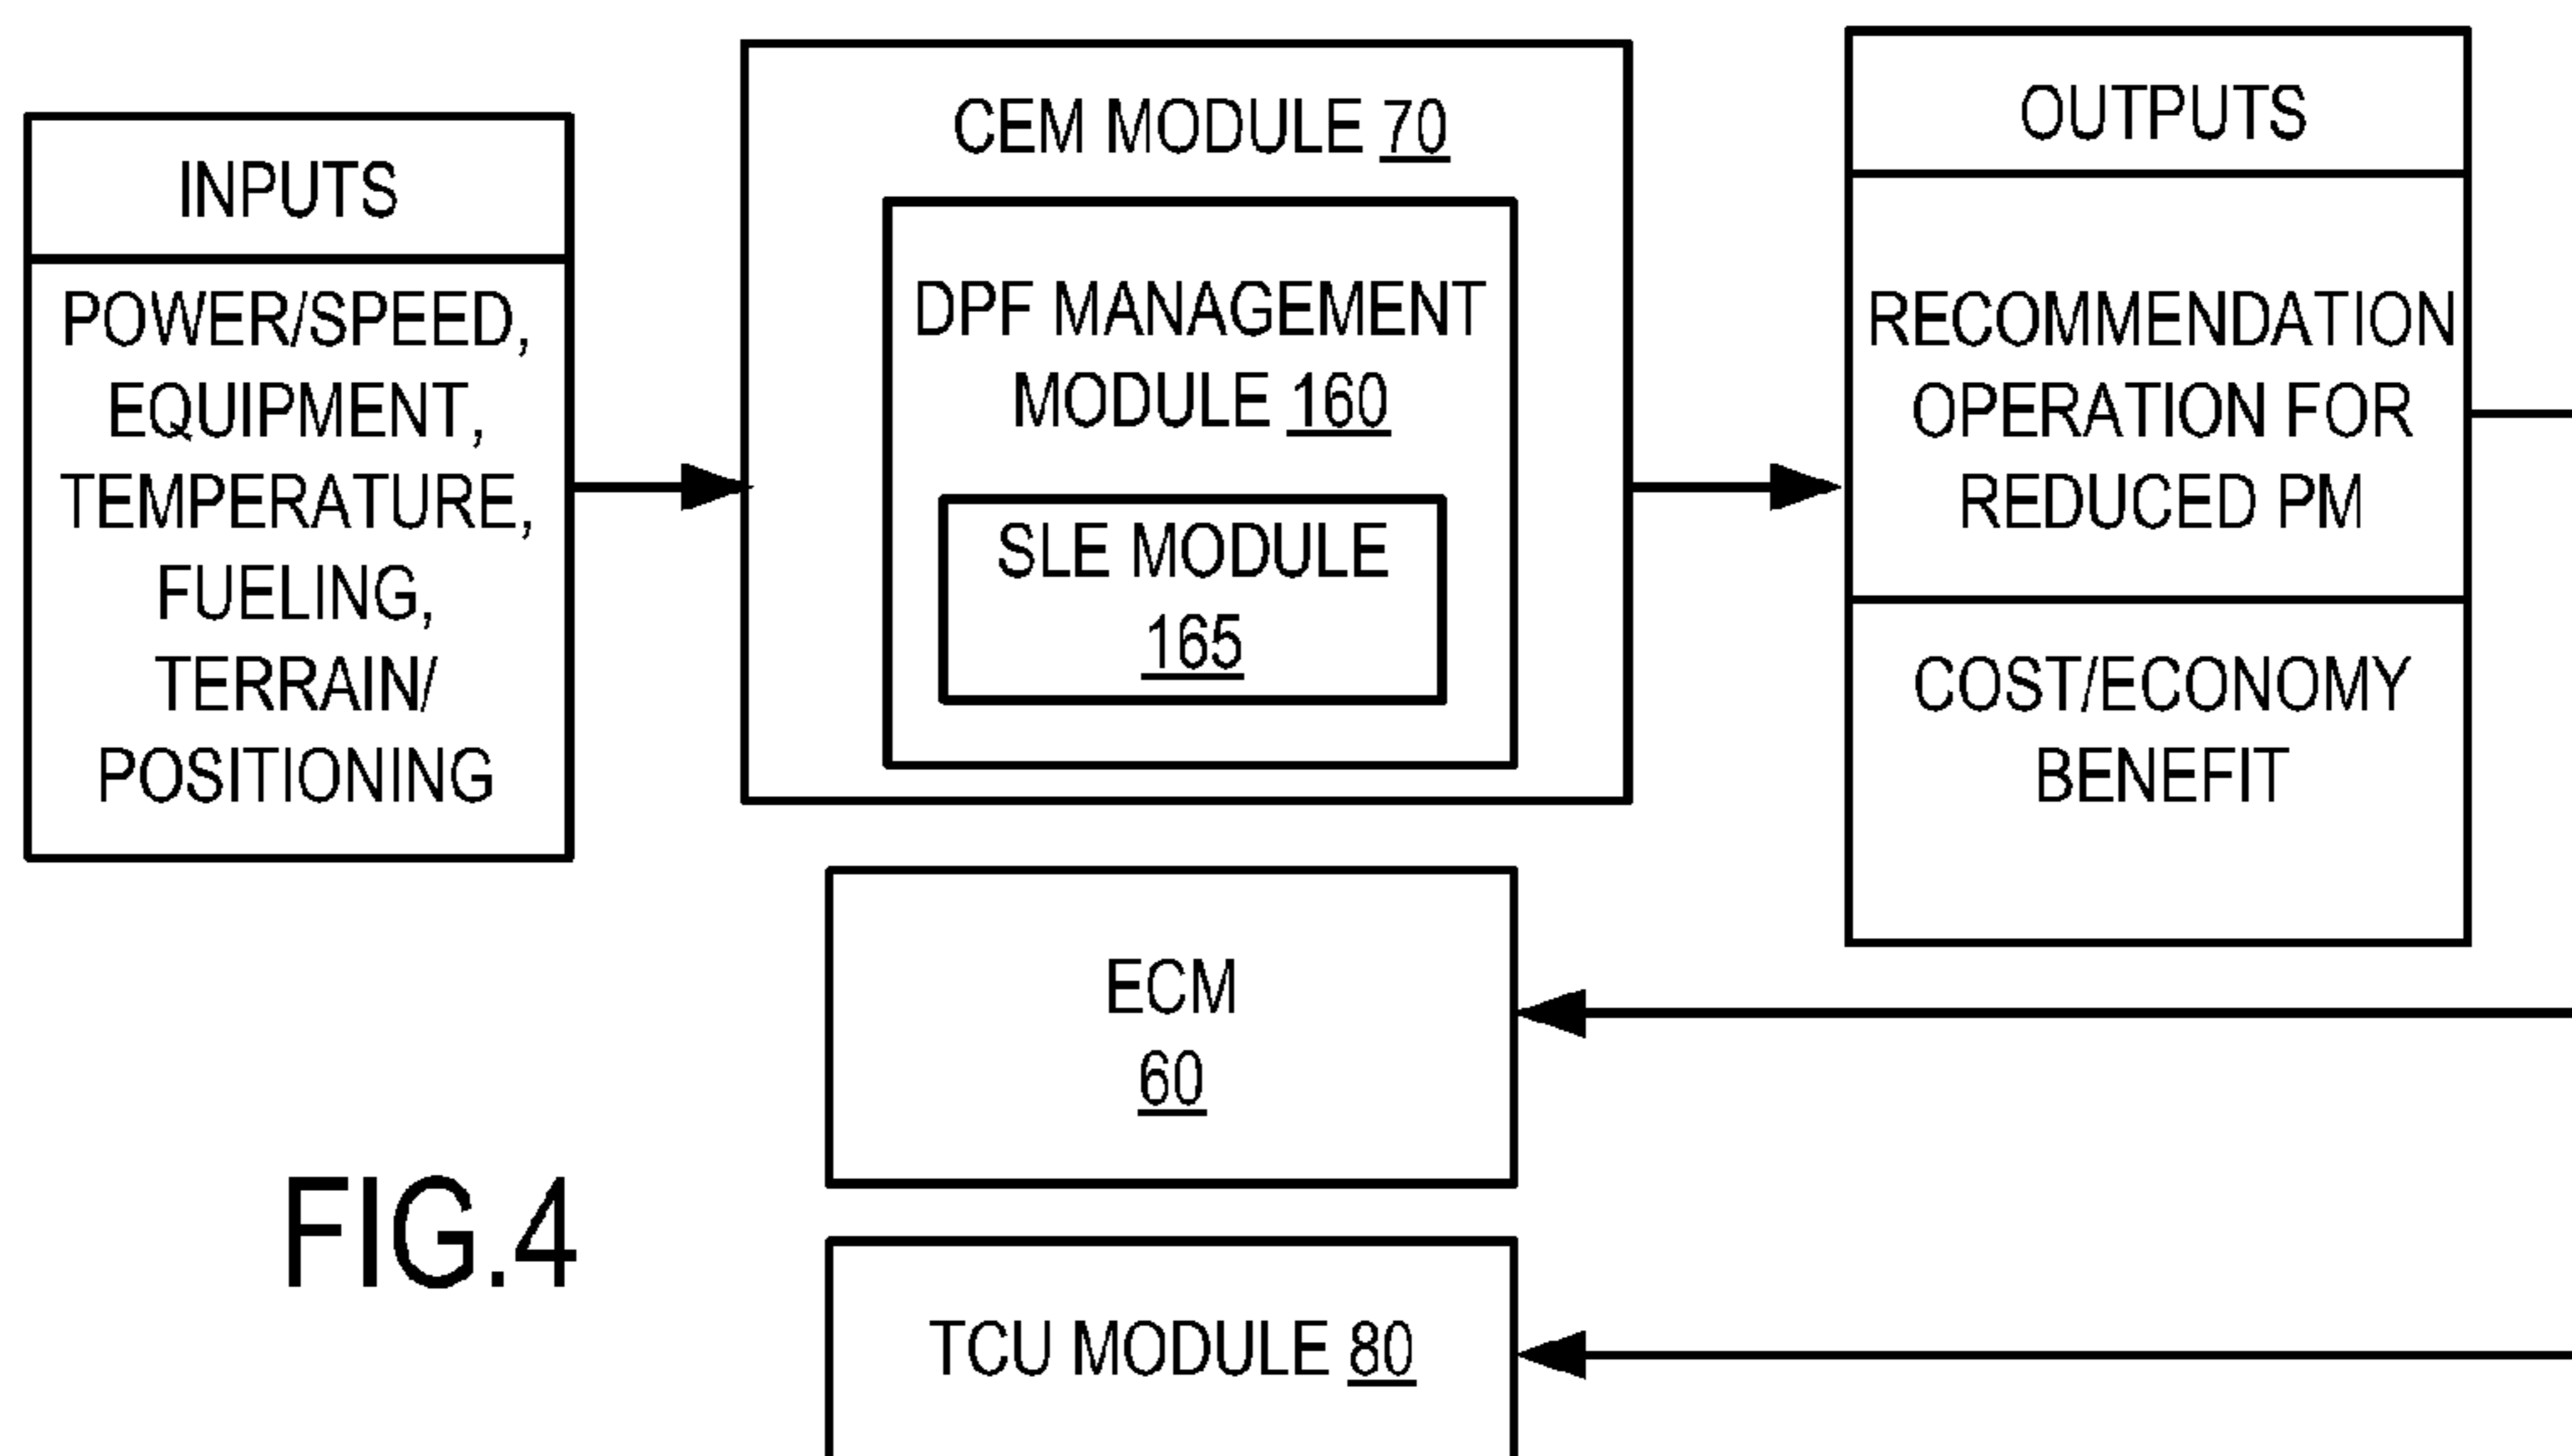 INPUTS
POWER/SPEED,
EQUIPMENT,
TEMPERATURE,
FUELING,
TERRAIN/
POSITIONING
CEM MODULE 70
DPF MANAGEMENT
MODULE 160
SLE MODULE
165
OUTPUTS
RECOMMENDATION
OPERATION FOR
REDUCED PM
COST/ECONOMY
BENEFIT
ECM
60
TCU MODULE 80
FIG.4